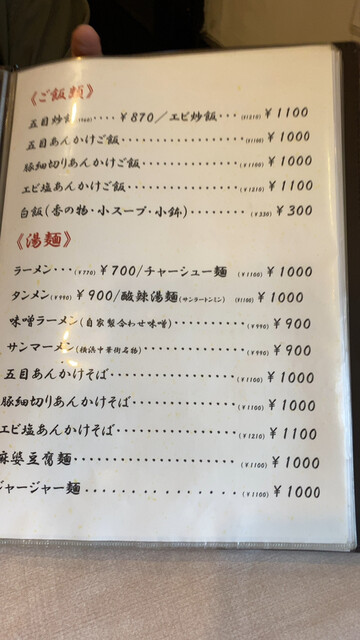 《ご飯類》
五目炒飯(¥960)‥‥¥870／エビ炒飯‥‥(¥1210)¥1100
五目あんかけご飯‥‥‥‥‥‥‥‥(¥1100)¥1000
豚細切りあんかけご飯‥‥‥‥‥‥(¥1100)¥1000
エビ塩あんかけご飯‥‥‥‥‥‥‥(¥1210)¥1100
白飯(香の物・小スープ・小鉢)‥‥‥‥(¥330)¥300
《湯麺》
ラーメン‥‥(¥770)¥700/チャーシュー麺 (¥1100)¥1000
タンメン(¥990)¥900/酸辣湯麺(サンラートンミン) (¥1100)¥1000
味噌ラーメン(自家製合わせ味噌)‥‥‥‥‥(¥990)¥900
サンマーメン(横浜中華街名物)‥‥‥‥‥‥(¥990)¥900
五目あんかけそば‥‥‥‥‥‥‥‥(¥1100)¥1000
豚細切りあんかけそば‥‥‥‥‥‥(¥1100)¥1000
エビ塩あんかけそば‥‥‥‥‥‥‥(¥1210)¥1100
麻婆豆腐麺‥‥‥‥‥‥‥‥‥‥(¥1100)¥1000
ジャージャー麺‥‥‥‥‥‥‥‥‥(¥1100)¥1000